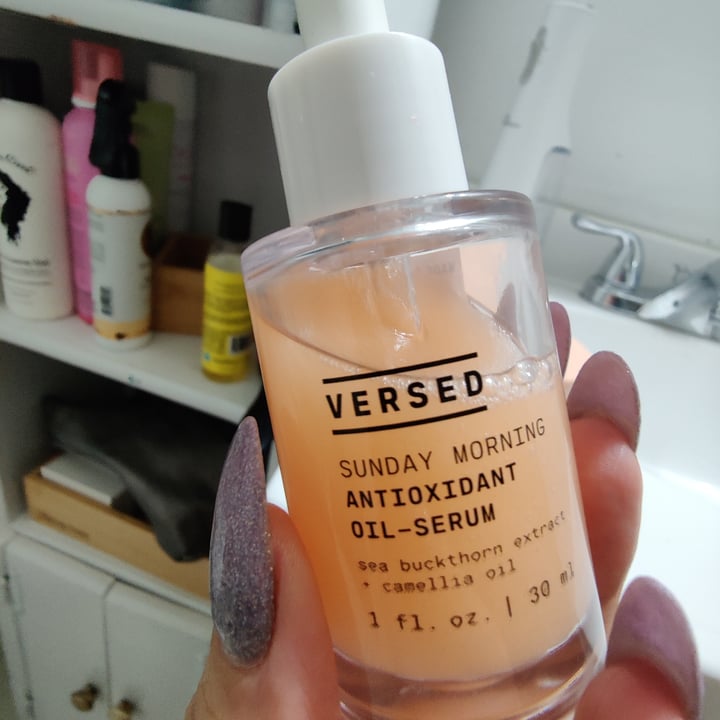 VERSED
SUNDAY MORNING
ANTIOXIDANT
OIL-SERUM
sea buckthorn extract
+ camellia oil
1 fl. oz. | 30 ml